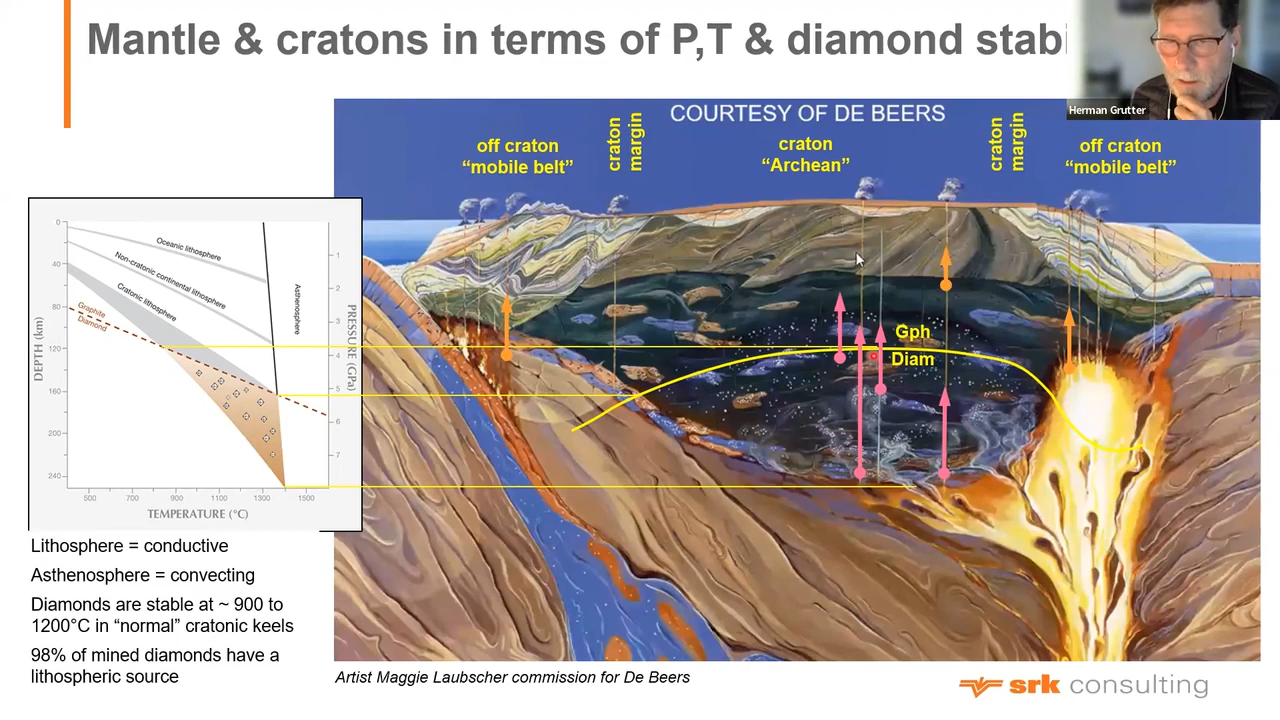 Mantle & cratons in terms of P,T & diamond stabi
Herman Grutter
COURTESY OF DE BEERS
off craton
“mobile belt”
craton
margin
craton
“Archean”
craton
margin
off craton
“mobile belt”
Gph
Diam
0
40
80
120
160
200
240
DEPTH (km)
Oceanic lithosphere
Non-cratonic continental lithosphere
Cratonic lithosphere
Graphite
Diamond
Asthenosphere
1
2
3
4
5
6
7
PRESSURE (GPa)
500
700
900
1100
1300
1500
TEMPERATURE (°C)
Lithosphere = conductive
Asthenosphere = convecting
Diamonds are stable at ~ 900 to
1200°C in “normal” cratonic keels
98% of mined diamonds have a
lithospheric source
Artist Maggie Laubscher commission for De Beers
srk consulting